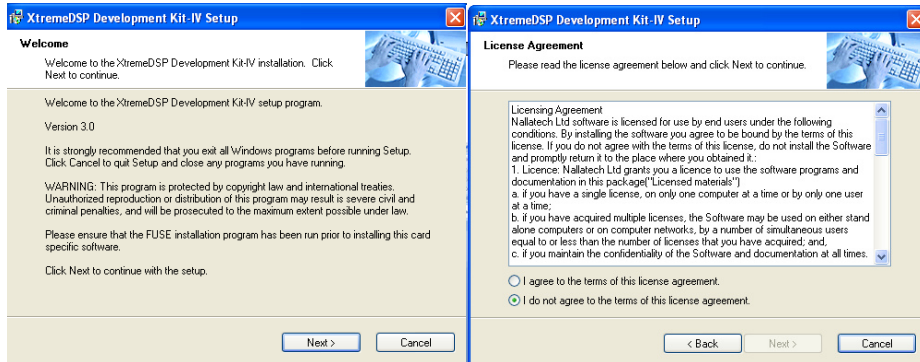 XtremeDSP Development Kit-IV Setup
Welcome
Welcome to the XtremeDSP Development Kit-IV installation. Click
Next to continue.
Welcome to the XtremeDSP Development Kit-IV setup program.
Version 3.0
It is strongly recommended that you exit all Windows programs before running Setup.
Click Cancel to quit Setup and close any programs you have running.
WARNING: This program is protected by copyright law and international treaties.
Unauthorized reproduction or distribution of this program may result is severe civil and
criminal penalties, and will be prosecuted to the maximum extent possible under law.
Please ensure that the FUSE installation program has been run prior to installing this card
specific software.
Click Next to continue with the setup.
Next >
Cancel
XtremeDSP Development Kit-IV Setup
License Agreement
Please read the license agreement below and click Next to continue.
Licensing Agreement
Nallatech Ltd software is licensed for use by end users under the following
conditions. By installing the software you agree to be bound by the terms of this
license. If you do not agree with the terms of this license, do not install the Software
and promptly return it to the place where you obtained it.:
1. Licence: Nallatech Ltd grants you a licence to use the software programs and
documentation in this package("Licensed materials")
a. if you have a single license, on only one computer at a time or by only one user
at a time;
b. if you have acquired multiple licenses, the Software may be used on either stand
alone computers or on computer networks, by a number of simultaneous users
equal to or less than the number of licenses that you have acquired; and,
c. if you maintain the confidentiality of the Software and documentation at all times.
I agree to the terms of this license agreement.
I do not agree to the terms of this license agreement.
< Back
Next >
Cancel